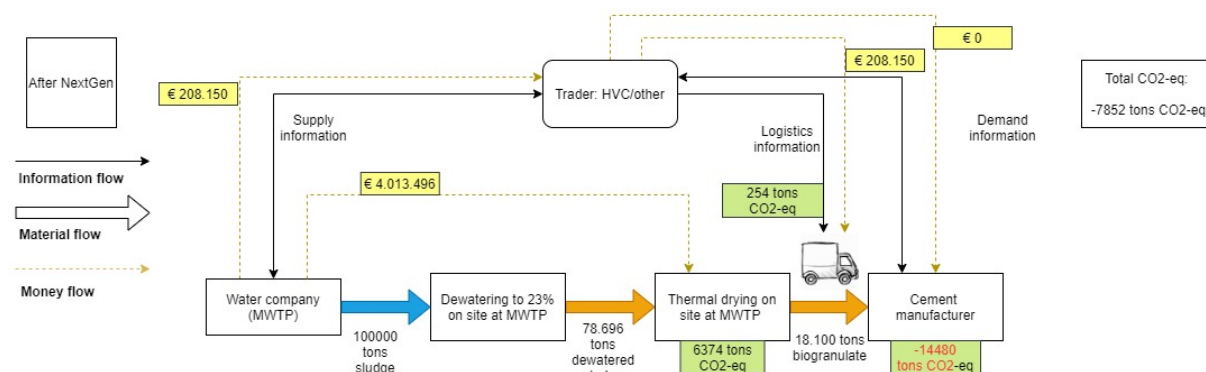 After NextGen
Information flow
Material flow
Money flow
€ 208.150
€ 0
€ 208.150
Trader: HVC/other
Total CO2-eq:
-7852 tons CO2-eq
Supply
information
Logistics
information
Demand
information
€ 4.013.496
254 tons
CO2-eq
Water company
(MWTP)
100000
tons
sludge
Dewatering to 23%
on site at MWTP
78.696
tons
dewatered
Thermal drying on
site at MWTP
6374 tons
CO2-eq
18.100 tons
biogranulate
Cement
manufacturer
-14480
tons CO2-eq